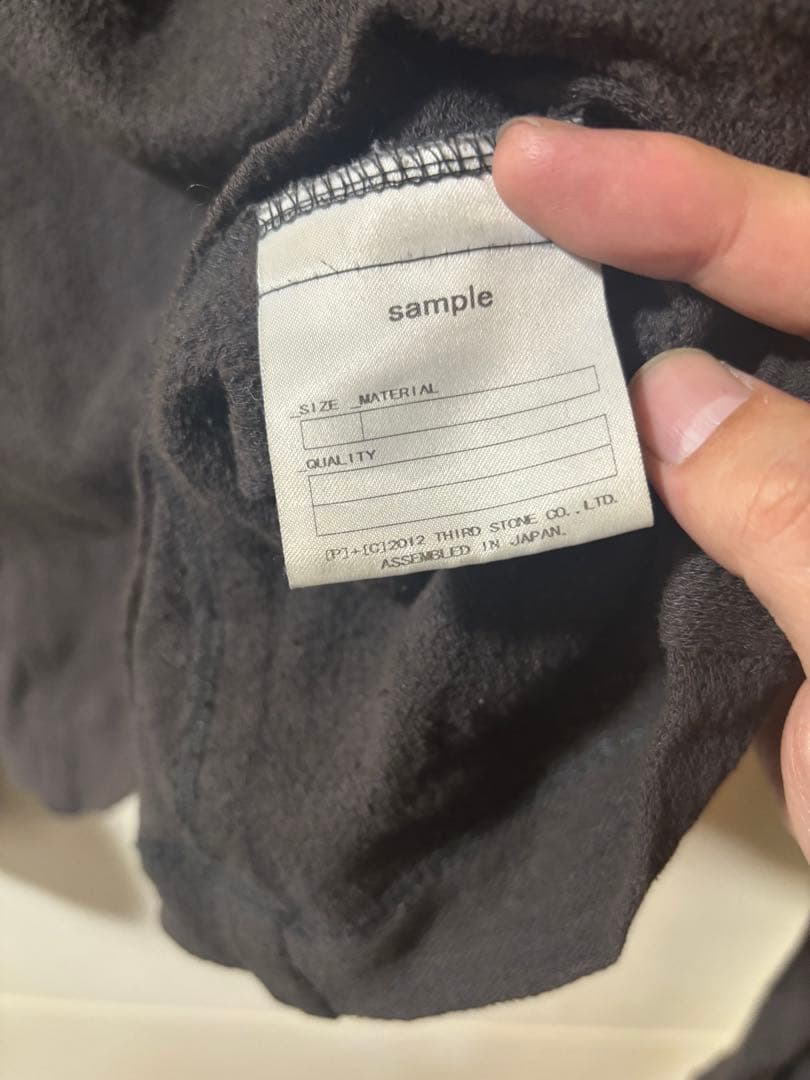 sample
_SIZE _MATERIAL
_QUALITY
[P]+[C]2012 THIRD STONE CO.,LTD.
ASSEMBLED IN JAPAN.